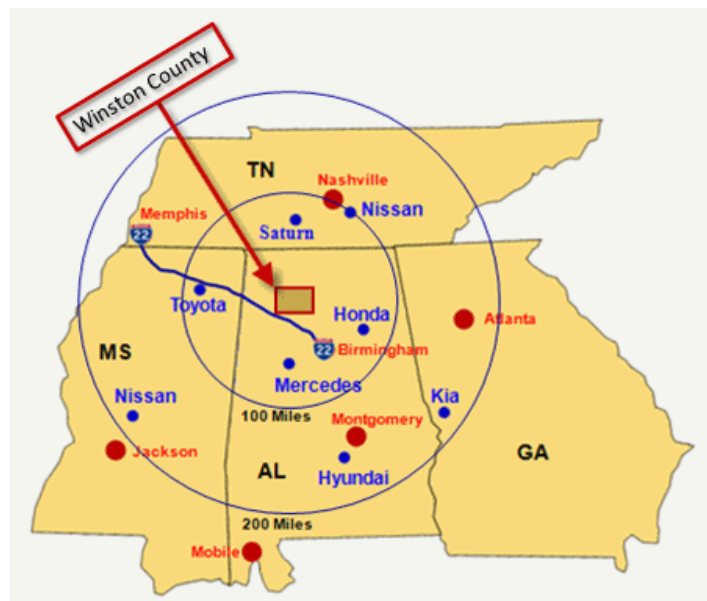 Winston County
TN
Nashville
Memphis
Nissan
22
Saturn
Toyota
Honda
Atlanta
MS
22
Birmingham
Mercedes
Nissan
Kia
100 Miles
Montgomery
Jackson
GA
AL
Hyundai
200 Miles
Mobile